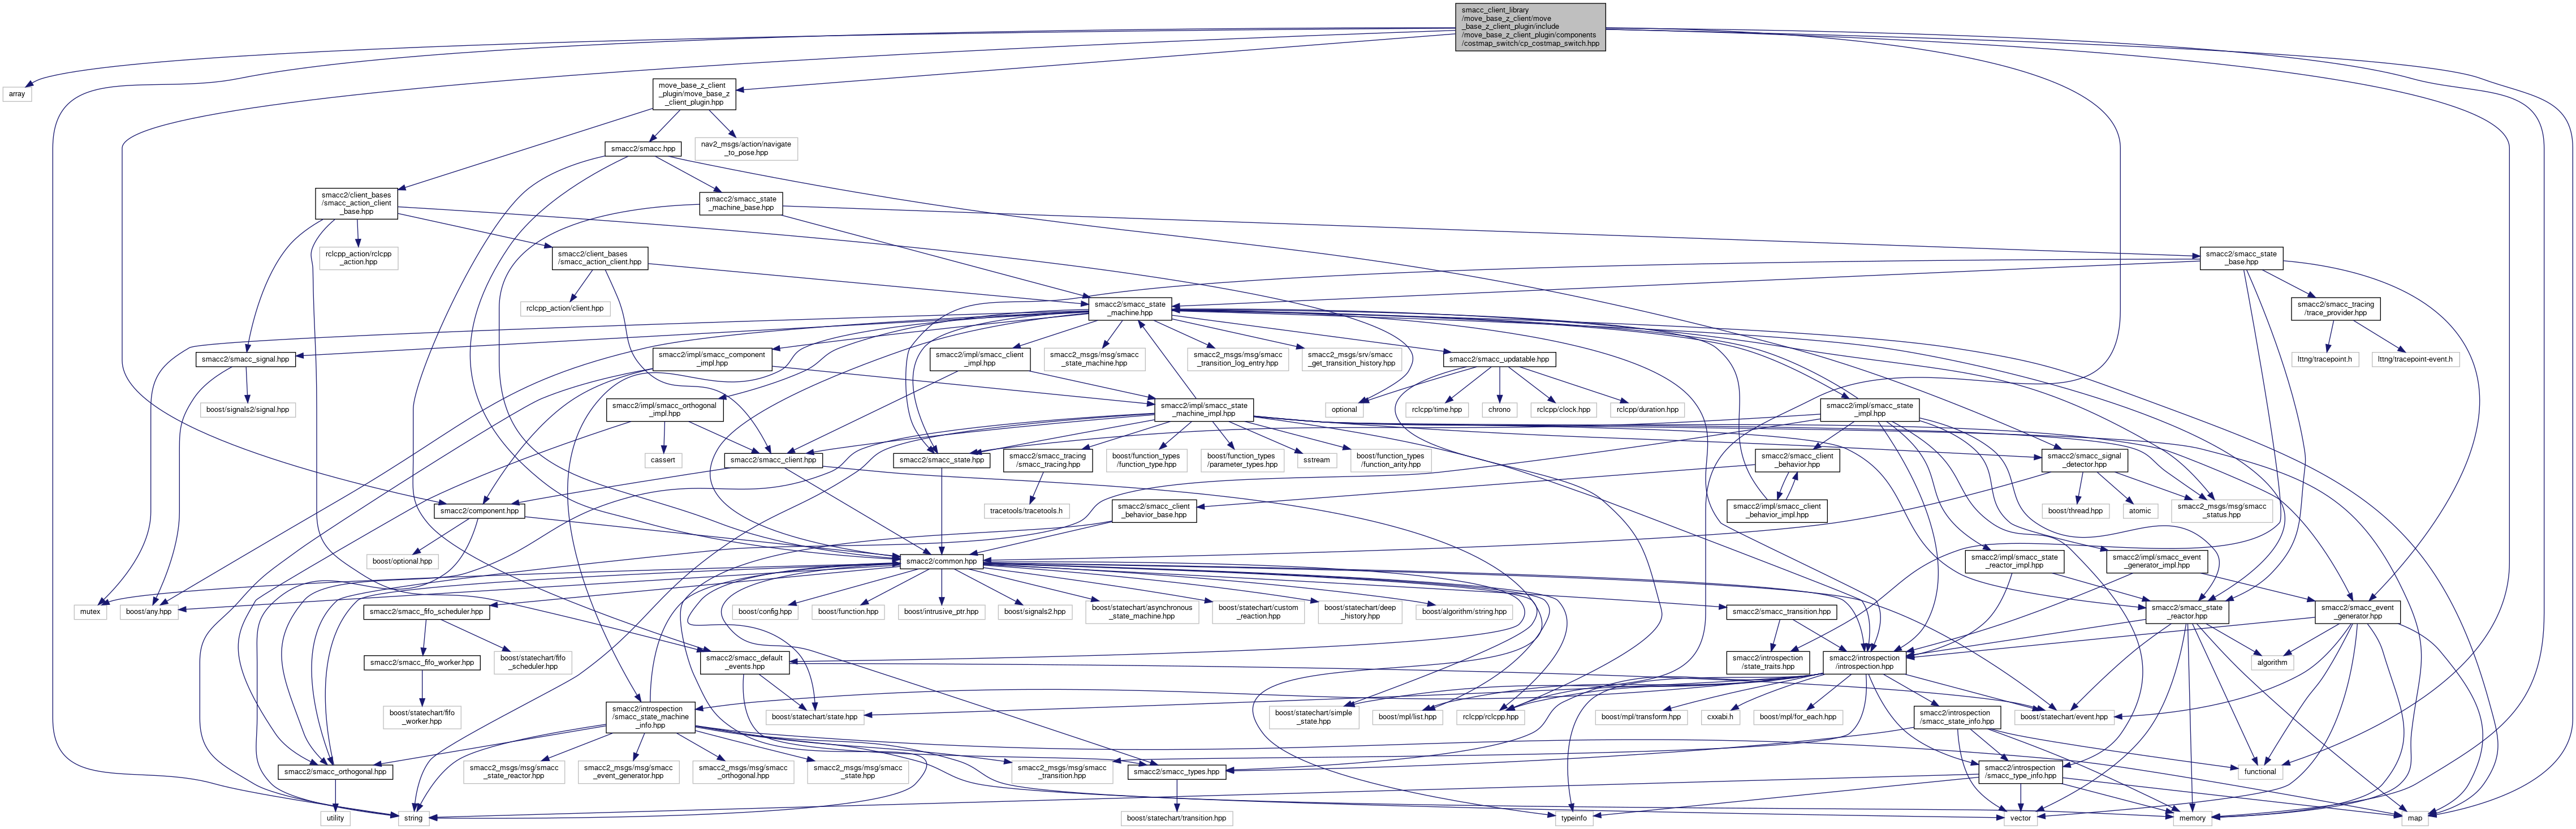 smacc_client_library
/move_base_z_client/move
_base_z_client_plugin/include
/move_base_z_client_plugin/components
/costmap_switch/cp_costmap_switch.hpp
array
move_base_z_client
_plugin/move_base_z
_client_plugin.hpp
smacc2/smacc.hpp
nav2_msgs/action/navigate
_to_pose.hpp
smacc2/client_bases
/smacc_action_client
_base.hpp
smacc2/smacc_state
_machine_base.hpp
rclcpp_action/rclcpp
_action.hpp
smacc2/client_bases
/smacc_action_client.hpp
smacc2/smacc_state
_base.hpp
rclcpp_action/client.hpp
smacc2/smacc_state
_machine.hpp
smacc2/smacc_tracing
/trace_provider.hpp
smacc2/smacc_signal.hpp
smacc2/impl/smacc_component
_impl.hpp
smacc2/impl/smacc_client
_impl.hpp
smacc2_msgs/msg/smacc
_state_machine.hpp
smacc2_msgs/msg/smacc
_transition_log_entry.hpp
smacc2_msgs/srv/smacc
_get_transition_history.hpp
smacc2/smacc_updatable.hpp
lttng/tracepoint.h
lttng/tracepoint-event.h
boost/signals2/signal.hpp
smacc2/impl/smacc_orthogonal
_impl.hpp
smacc2/impl/smacc_state
_machine_impl.hpp
optional
rclcpp/time.hpp
chrono
rclcpp/clock.hpp
rclcpp/duration.hpp
smacc2/impl/smacc_state
_impl.hpp
cassert
smacc2/smacc_client.hpp
smacc2/smacc_state.hpp
smacc2/smacc_tracing
/smacc_tracing.hpp
boost/function_types
/function_type.hpp
boost/function_types
/parameter_types.hpp
sstream
boost/function_types
/function_arity.hpp
smacc2/smacc_client
_behavior.hpp
smacc2/smacc_signal
_detector.hpp
smacc2/component.hpp
tracetools/tracetools.h
smacc2/smacc_client
_behavior_base.hpp
smacc2/impl/smacc_client
_behavior_impl.hpp
boost/thread.hpp
atomic
smacc2_msgs/msg/smacc
_status.hpp
boost/optional.hpp
smacc2/common.hpp
smacc2/impl/smacc_state
_reactor_impl.hpp
smacc2/impl/smacc_event
_generator_impl.hpp
mutex
boost/any.hpp
smacc2/smacc_fifo_scheduler.hpp
boost/config.hpp
boost/function.hpp
boost/intrusive_ptr.hpp
boost/signals2.hpp
boost/statechart/asynchronous
_state_machine.hpp
boost/statechart/custom
_reaction.hpp
boost/statechart/deep
_history.hpp
boost/algorithm/string.hpp
smacc2/smacc_transition.hpp
smacc2/smacc_state
_reactor.hpp
smacc2/smacc_event
_generator.hpp
smacc2/smacc_fifo_worker.hpp
boost/statechart/fifo
_scheduler.hpp
smacc2/smacc_default
_events.hpp
smacc2/introspection
/state_traits.hpp
smacc2/introspection
/introspection.hpp
algorithm
boost/statechart/fifo
_worker.hpp
smacc2/introspection
/smacc_state_machine
_info.hpp
boost/statechart/state.hpp
boost/statechart/simple
_state.hpp
boost/mpl/list.hpp
rclcpp/rclcpp.hpp
boost/mpl/transform.hpp
cxxabi.h
boost/mpl/for_each.hpp
smacc2/introspection
/smacc_state_info.hpp
boost/statechart/event.hpp
smacc2/smacc_orthogonal.hpp
smacc2_msgs/msg/smacc
_state_reactor.hpp
smacc2_msgs/msg/smacc
_event_generator.hpp
smacc2_msgs/msg/smacc
_orthogonal.hpp
smacc2_msgs/msg/smacc
_state.hpp
smacc2_msgs/msg/smacc
_transition.hpp
smacc2/smacc_types.hpp
smacc2/introspection
/smacc_type_info.hpp
functional
utility
string
boost/statechart/transition.hpp
typeinfo
vector
memory
map